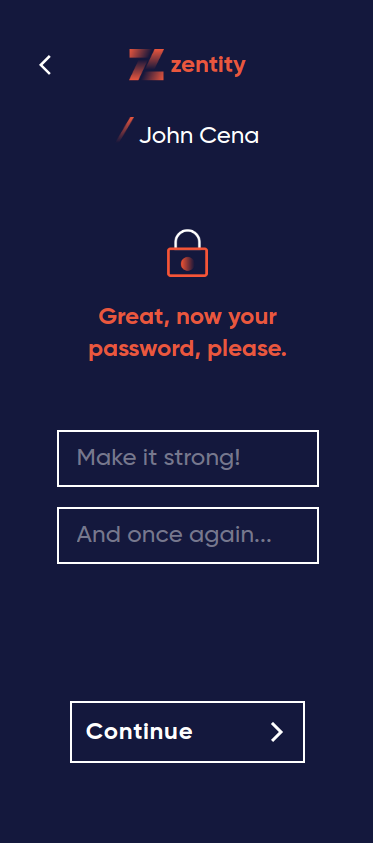 zentity
John Cena
Great, now your
password, please.
Make it strong!
And once again...
Continue